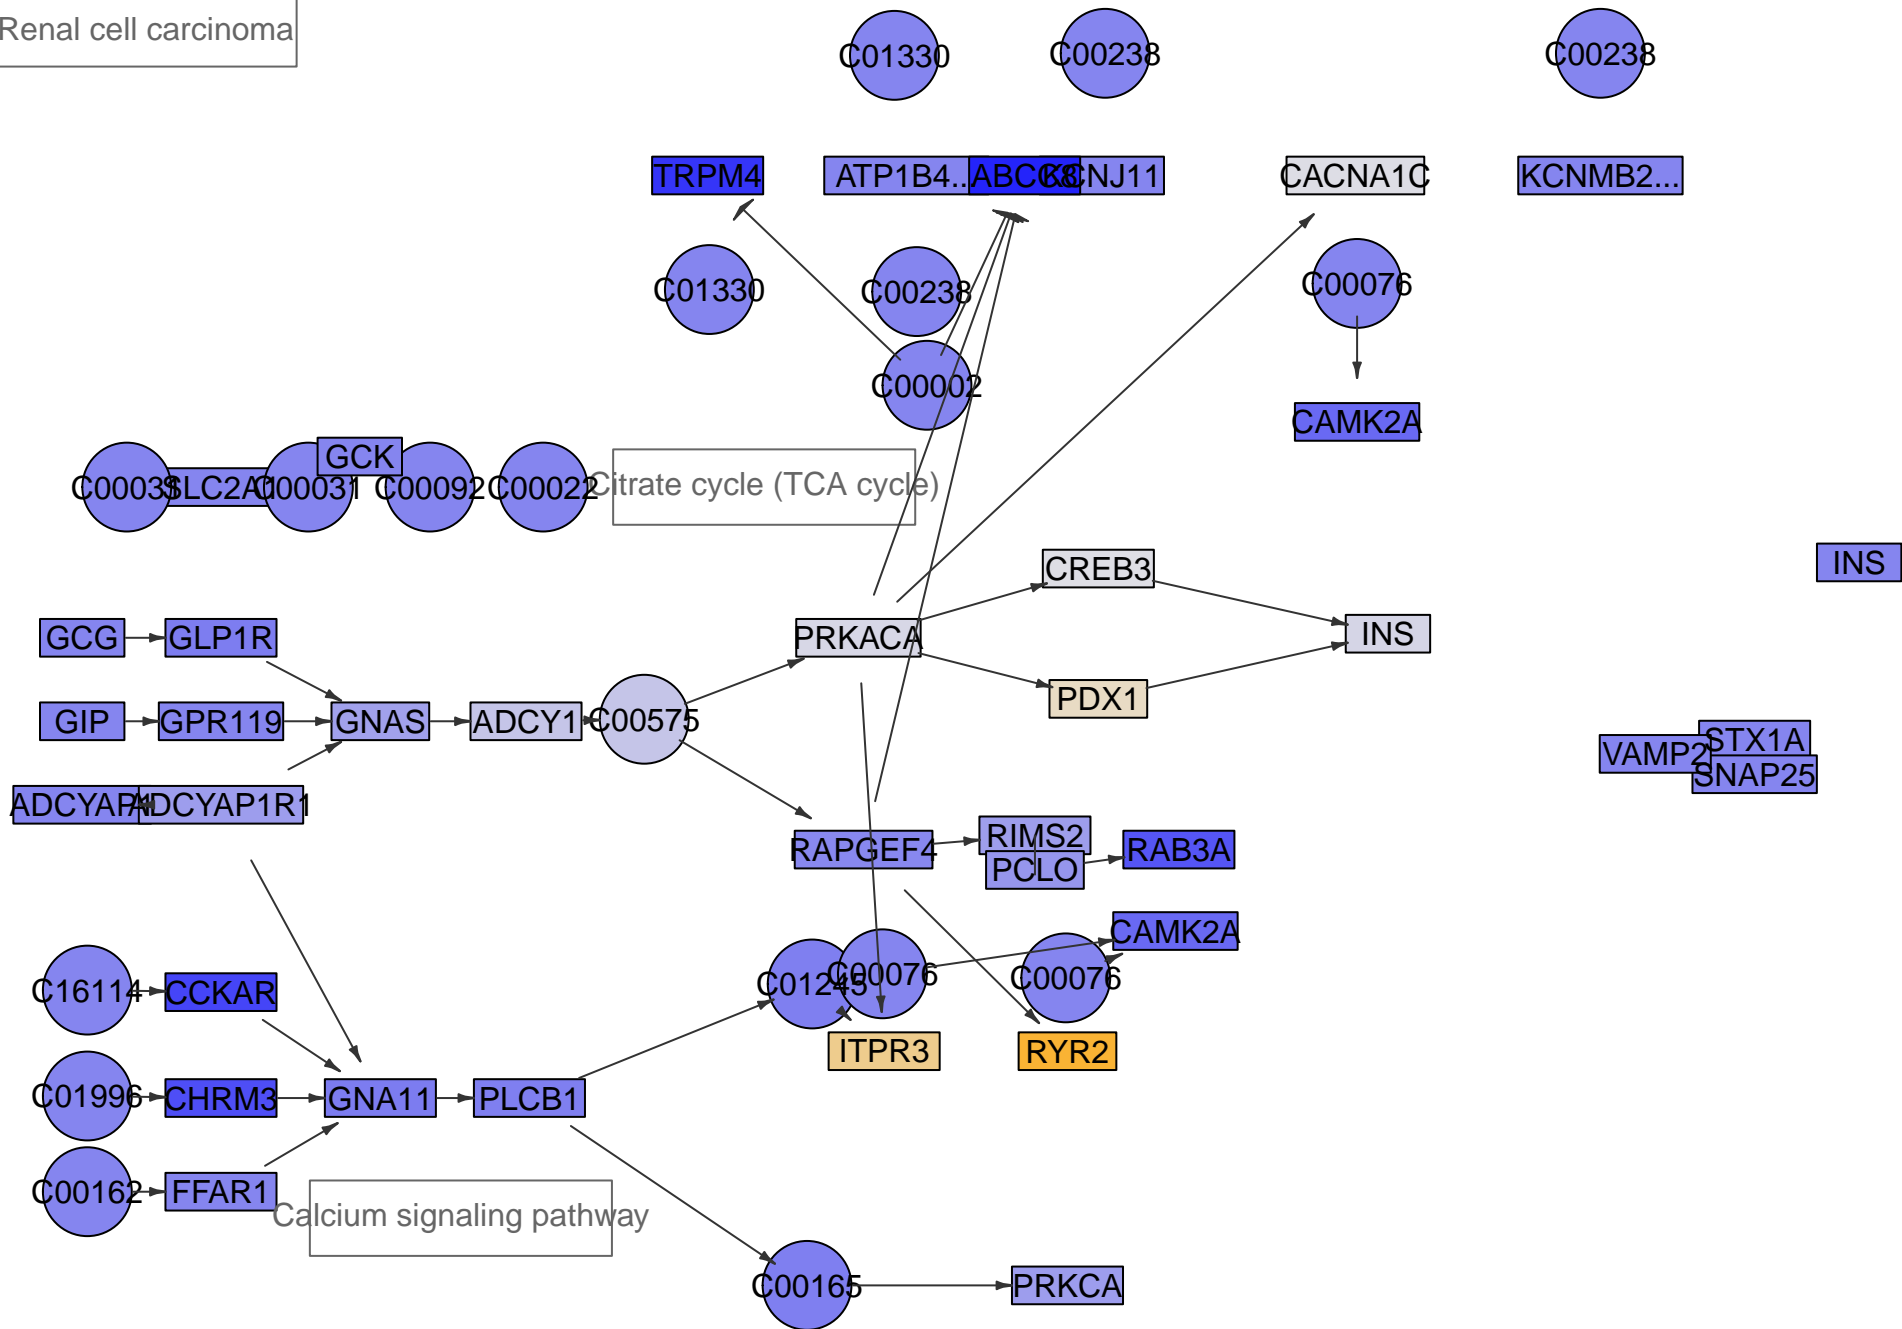 Renal cell carcinoma
C01330
C00238
C00238
TRPM4
ATP1B4...
ABCC8
KCNJ11
CACNA1C
KCNMB2...
C01330
C00238
C00076
C00002
CAMK2A
C00031
SLC2A1
C00031
GCK
C00092
C00022
Citrate cycle (TCA cycle)
CREB3
INS
GCG
GLP1R
PRKACA
INS
GIP
GPR119
GNAS
ADCY1
C00575
PDX1
STX1A
VAMP2
SNAP25
ADCYAP1
ADCYAP1R1
RAPGEF4
RIMS2
PCLO
RAB3A
CAMK2A
C16114
CCKAR
C01245
C00076
C00076
ITPR3
RYR2
C01996
CHRM3
GNA11
PLCB1
C00162
FFAR1
Calcium signaling pathway
C00165
PRKCA